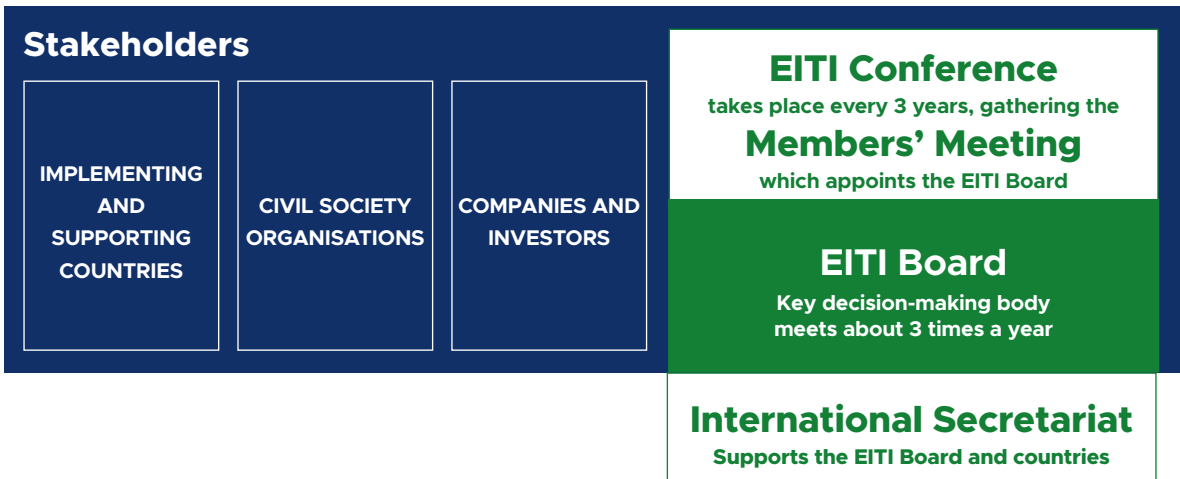 Stakeholders
IMPLEMENTING
AND
SUPPORTING
COUNTRIES
CIVIL SOCIETY
ORGANISATIONS
COMPANIES AND
INVESTORS
EITI Conference
takes place every 3 years, gathering the
Members’ Meeting
which appoints the EITI Board
EITI Board
Key decision-making body
meets about 3 times a year
International Secretariat
Supports the EITI Board and countries